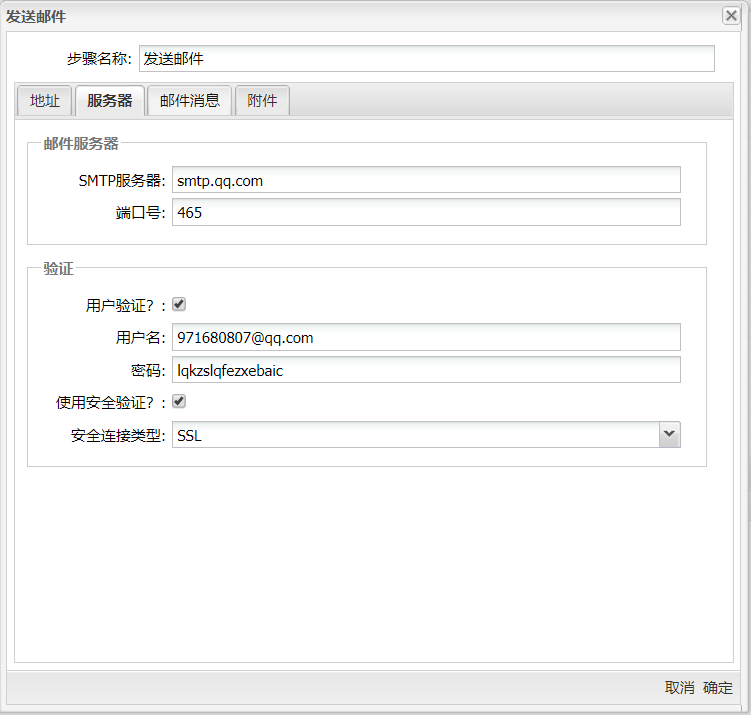 发送邮件
步骤名称: 发送邮件
地址 服务器 邮件消息 附件
邮件服务器
SMTP服务器: smtp.qq.com
端口号: 465
验证
用户验证? :
用户名: 971680807@qq.com
密码: lqkzslqfezxebaic
使用安全验证? :
安全连接类型: SSL
取消 确定